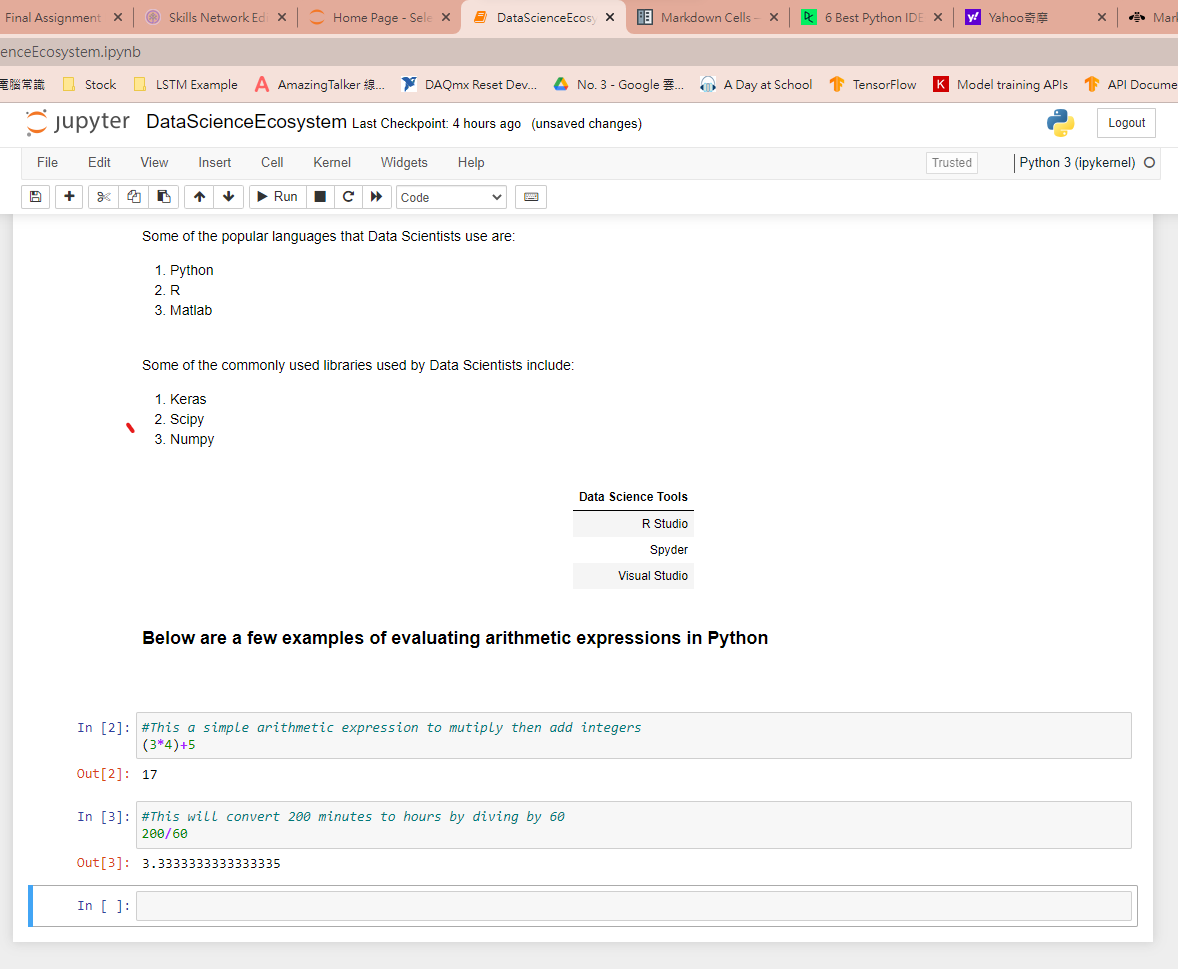 Final Assignment
Skills Network Edi
Home Page - Sele
DataScienceEcosy
Markdown Cells –
6 Best Python IDE
Yahoo奇摩
Mark
enceEcosystem.ipynb
電腦常識
Stock
LSTM Example
AmazingTalker 線...
DAQmx Reset Dev...
No. 3 - Google 雲...
A Day at School
TensorFlow
Model training APIs
API Docume
jupyter DataScienceEcosystem Last Checkpoint: 4 hours ago (unsaved changes)
Logout
File Edit View Insert Cell Kernel Widgets Help
Trusted
Python 3 (ipykernel)
Run
Code
Some of the popular languages that Data Scientists use are:
1. Python
2. R
3. Matlab
Some of the commonly used libraries used by Data Scientists include:
1. Keras
2. Scipy
3. Numpy
Data Science Tools
R Studio
Spyder
Visual Studio
Below are a few examples of evaluating arithmetic expressions in Python
In [2]: #This a simple arithmetic expression to mutiply then add integers
(3*4)+5
Out[2]: 17
In [3]: #This will convert 200 minutes to hours by diving by 60
200/60
Out[3]: 3.3333333333333335
In [ ]: